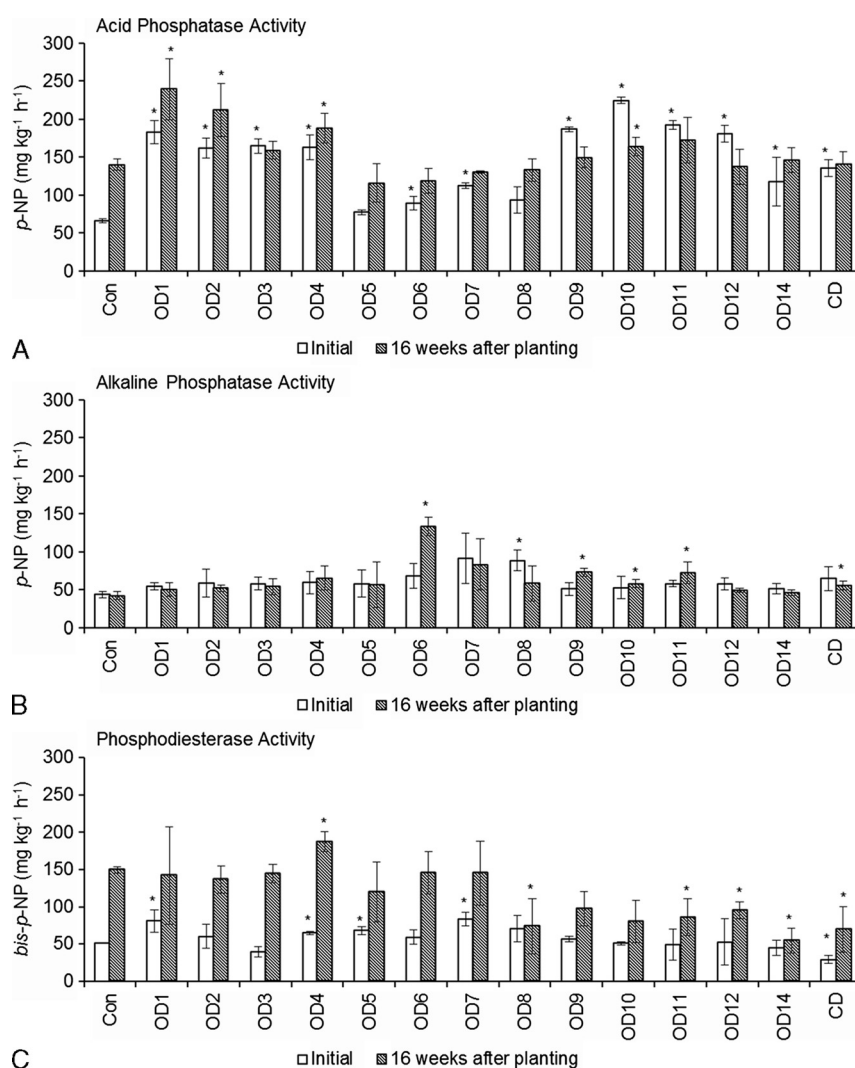 Acid Phosphatase Activity
p-NP (mg kg⁻¹ h⁻¹)
300
250
200
150
100
50
0
* * * * * * * * * * * * * * *
Con OD1 OD2 OD3 OD4 OD5 OD6 OD7 OD8 OD9 OD10 OD11 OD12 OD14 CD
A
Initial 16 weeks after planting
Alkaline Phosphatase Activity
p-NP (mg kg⁻¹ h⁻¹)
300
250
200
150
100
50
0
* * * * * *
Con OD1 OD2 OD3 OD4 OD5 OD6 OD7 OD8 OD9 OD10 OD11 OD12 OD14 CD
B
Initial 16 weeks after planting
Phosphodiesterase Activity
bis-p-NP (mg kg⁻¹ h⁻¹)
300
250
200
150
100
50
0
* * * * * * * * * * *
Con OD1 OD2 OD3 OD4 OD5 OD6 OD7 OD8 OD9 OD10 OD11 OD12 OD14 CD
C
Initial 16 weeks after planting